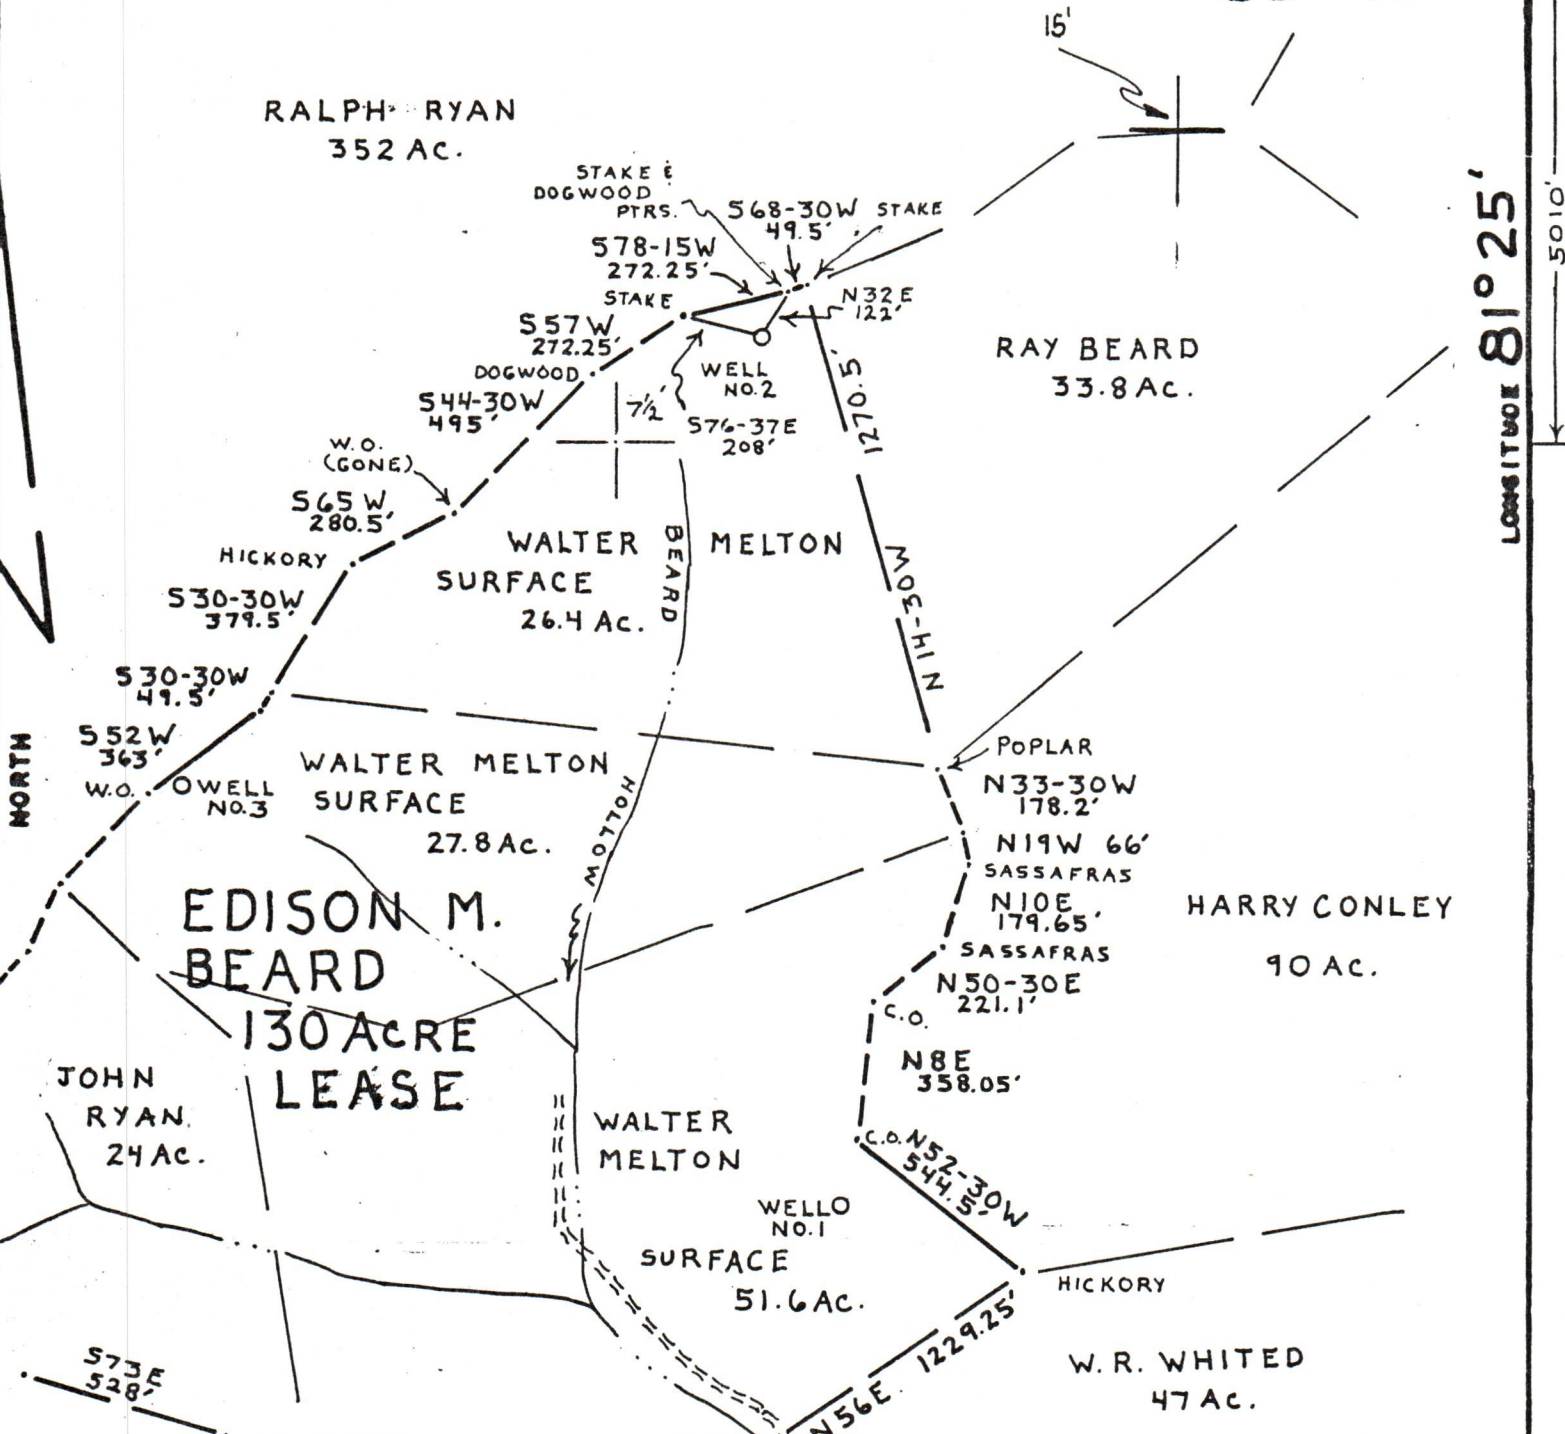 15'
RALPH RYAN
352 AC.
STAKE &
DOGWOOD
PTRS.
S68-30W
49.5'
STAKE
S78-15W
272.25'
STAKE
N32E
122'
S57W
272.25'
DOGWOOD
WELL
NO.2
S44-30W
495'
7½'
S76-37E
208'
1270.5'
N14-30W
RAY BEARD
33.8 AC.
LONGITUDE 81°25'
5010'
W.O.
(GONE)
S65W
280.5'
HICKORY
WALTER MELTON
SURFACE
26.4 AC.
BEARD
HOLLOW
S30-30W
379.5'
S30-30W
49.5'
S52W
363'
W.O.
WELL
NO.3
NORTH
WALTER MELTON
SURFACE
27.8 AC.
POPLAR
N33-30W
178.2'
N19W 66'
SASSAFRAS
N10E
179.65'
SASSAFRAS
N50-30E
221.1'
C.O.
N8E
358.05'
C.O.
N52-30W
544.5'
HARRY CONLEY
90 AC.
EDISON M.
BEARD
130 ACRE
LEASE
JOHN
RYAN
24 AC.
WALTER
MELTON
WELL
NO.1
SURFACE
51.6 AC.
HICKORY
N56E 1229.25'
W.R. WHITED
47 AC.
S73E
528'